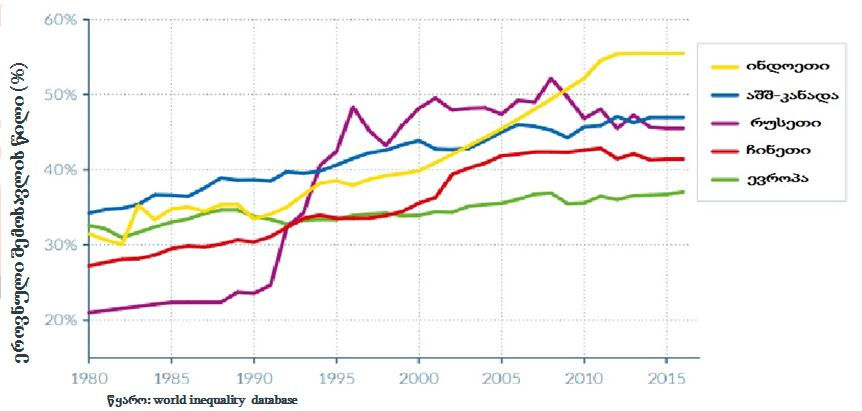 ეროვნული შემოსავლის წილი (%)
60%
50%
40%
30%
20%
1980
1985
1990
1995
2000
2005
2010
2015
ინდოეთი
აშშ-კანადა
რუსეთი
ჩინეთი
ევროპა
წყარო: world inequality database